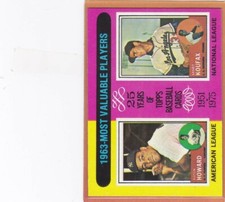 1963-MOST VALUABLE PLAYERS
KOUFAX
NATIONAL LEAGUE
25 YEARS
OF
TOPPS
BASEBALL
CARDS
1951
1975
HOWARD
AMERICAN LEAGUE